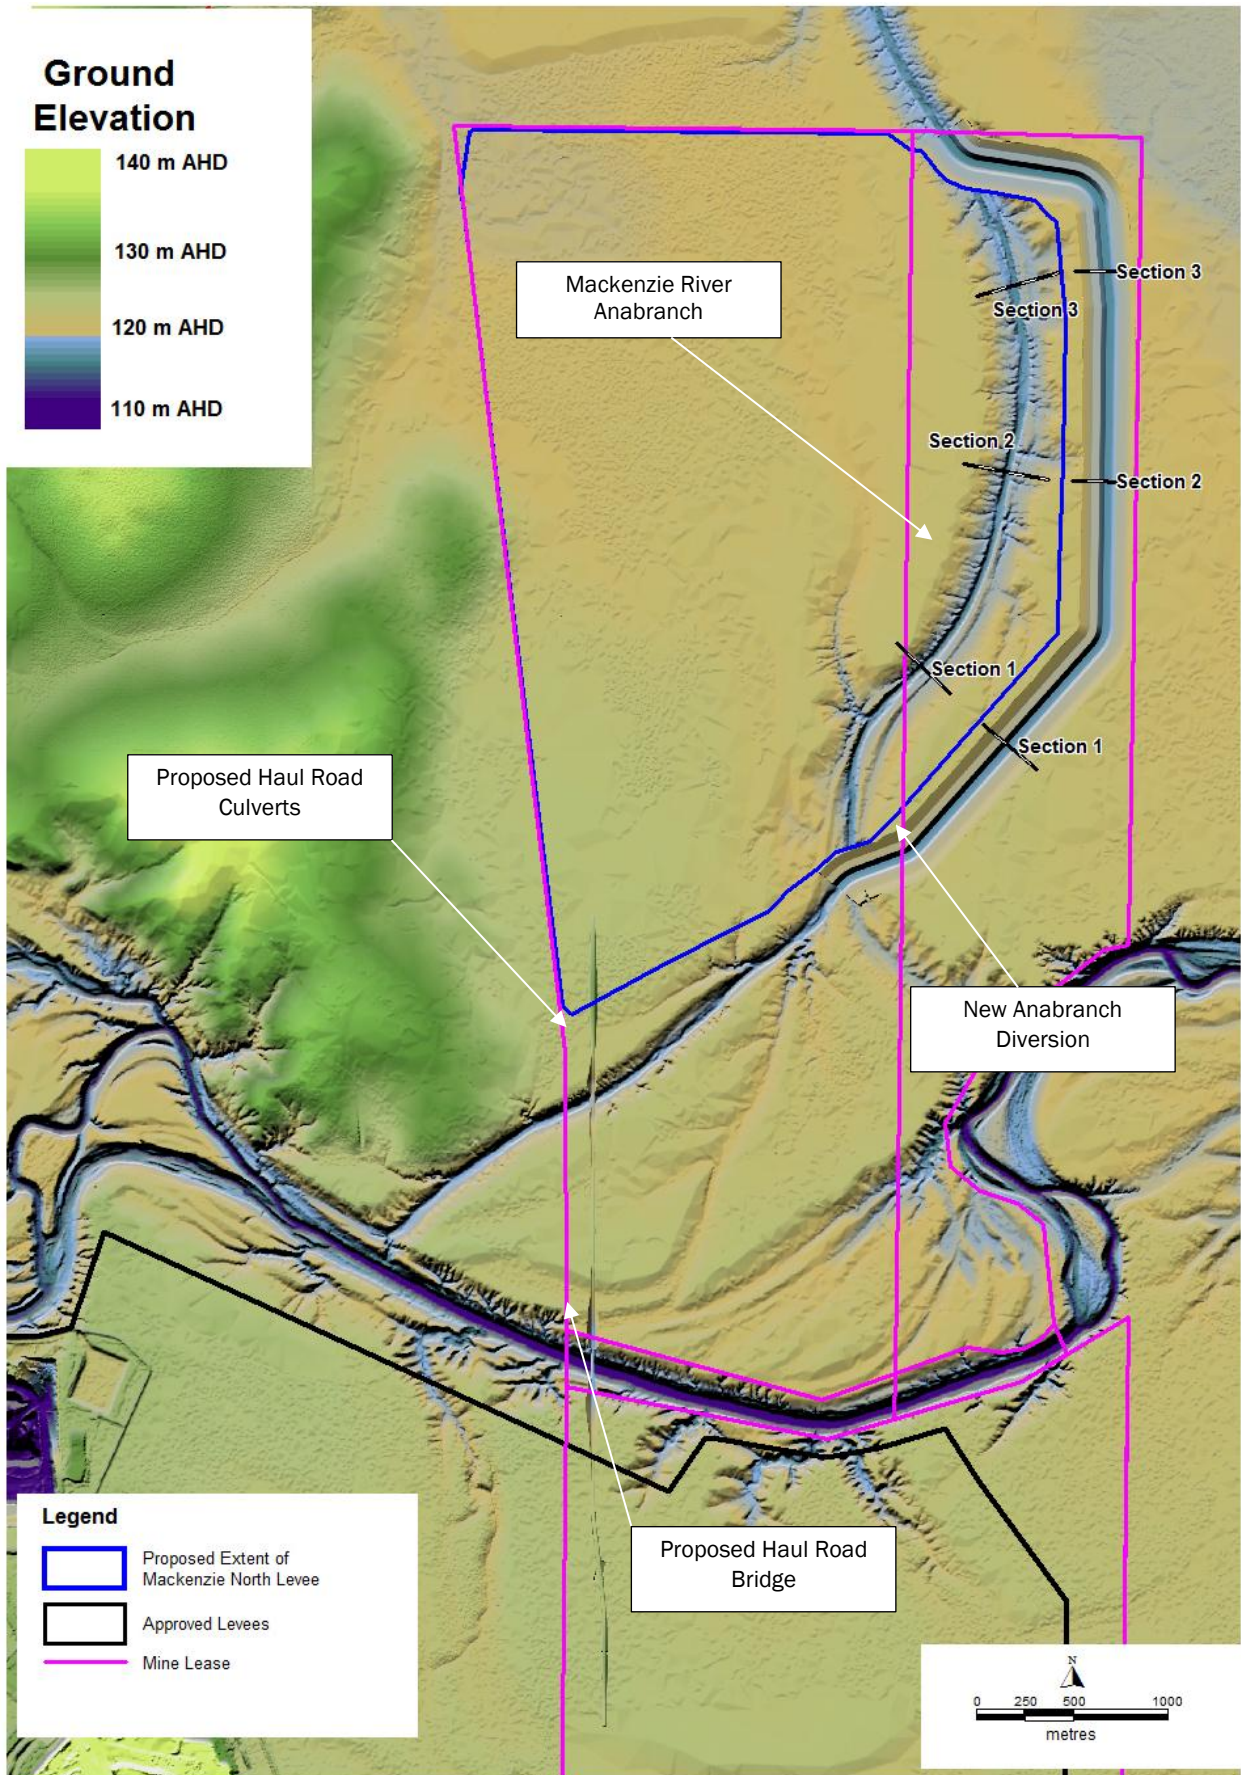 Ground
Elevation
140 m AHD
130 m AHD
120 m AHD
110 m AHD
Mackenzie River
Anabranch
Section 3
Section 3
Section 2
Section 2
Section 1
Section 1
Proposed Haul Road
Culverts
New Anabranch
Diversion
Proposed Haul Road
Bridge
Legend
Proposed Extent of
Mackenzie North Levee
Approved Levees
Mine Lease
N
0 250 500 1000
metres